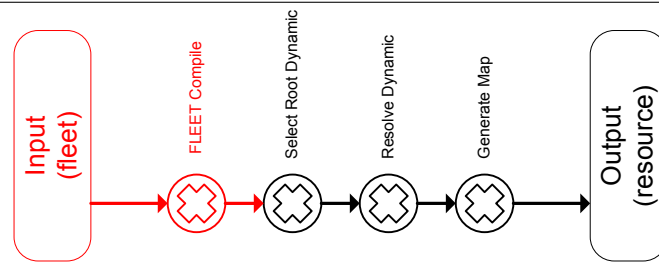 Input
(fleet)
FLEET Compile
Select Root Dynamic
Resolve Dynamic
Generate Map
Output
(resource)